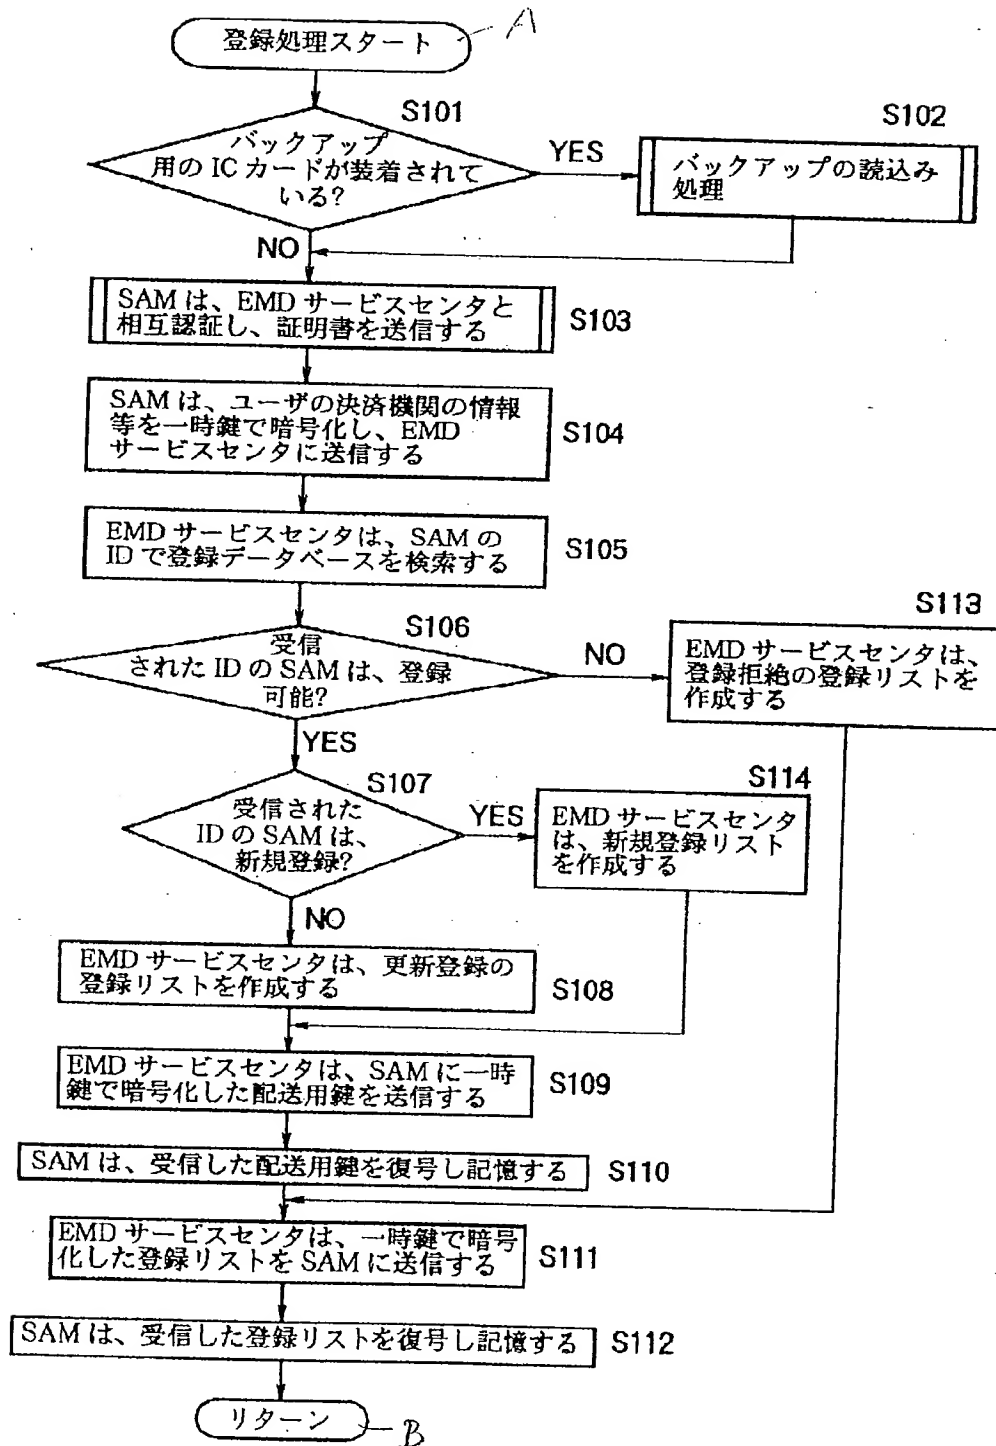 登録処理スタート
A
S101
バックアップ
用の IC カードが装着されて
いる?
YES
S102
バックアップの読込み
処理
NO
SAM は、EMD サービスセンタと
相互認証し、証明書を送信する
S103
SAM は、ユーザの決済機関の情報
等を一時鍵で暗号化し、EMD
サービスセンタに送信する
S104
EMD サービスセンタは、SAM の
ID で登録データベースを検索する
S105
S106
受信
された ID の SAM は、登録
可能?
NO
S113
EMD サービスセンタは、
登録拒絶の登録リストを
作成する
YES
S107
受信された
ID の SAM は、
新規登録?
YES
S114
EMD サービスセンタ
は、新規登録リスト
を作成する
NO
EMD サービスセンタは、更新登録の
登録リストを作成する
S108
EMD サービスセンタは、SAM に一時
鍵で暗号化した配送用鍵を送信する
S109
SAM は、受信した配送用鍵を復号し記憶する
S110
EMD サービスセンタは、一時鍵で暗号
化した登録リストを SAM に送信する
S111
SAM は、受信した登録リストを復号し記憶する
S112
リターン
B